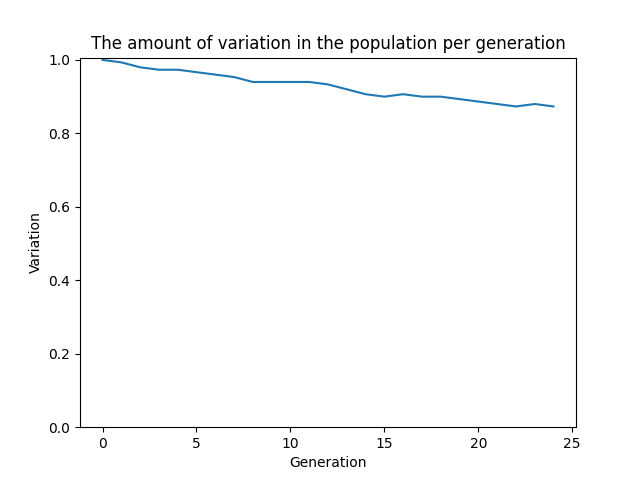 The amount of variation in the population per generation
1.0
0.8
0.6
0.4
0.2
0.0
Variation
0 5 10 15 20 25
Generation